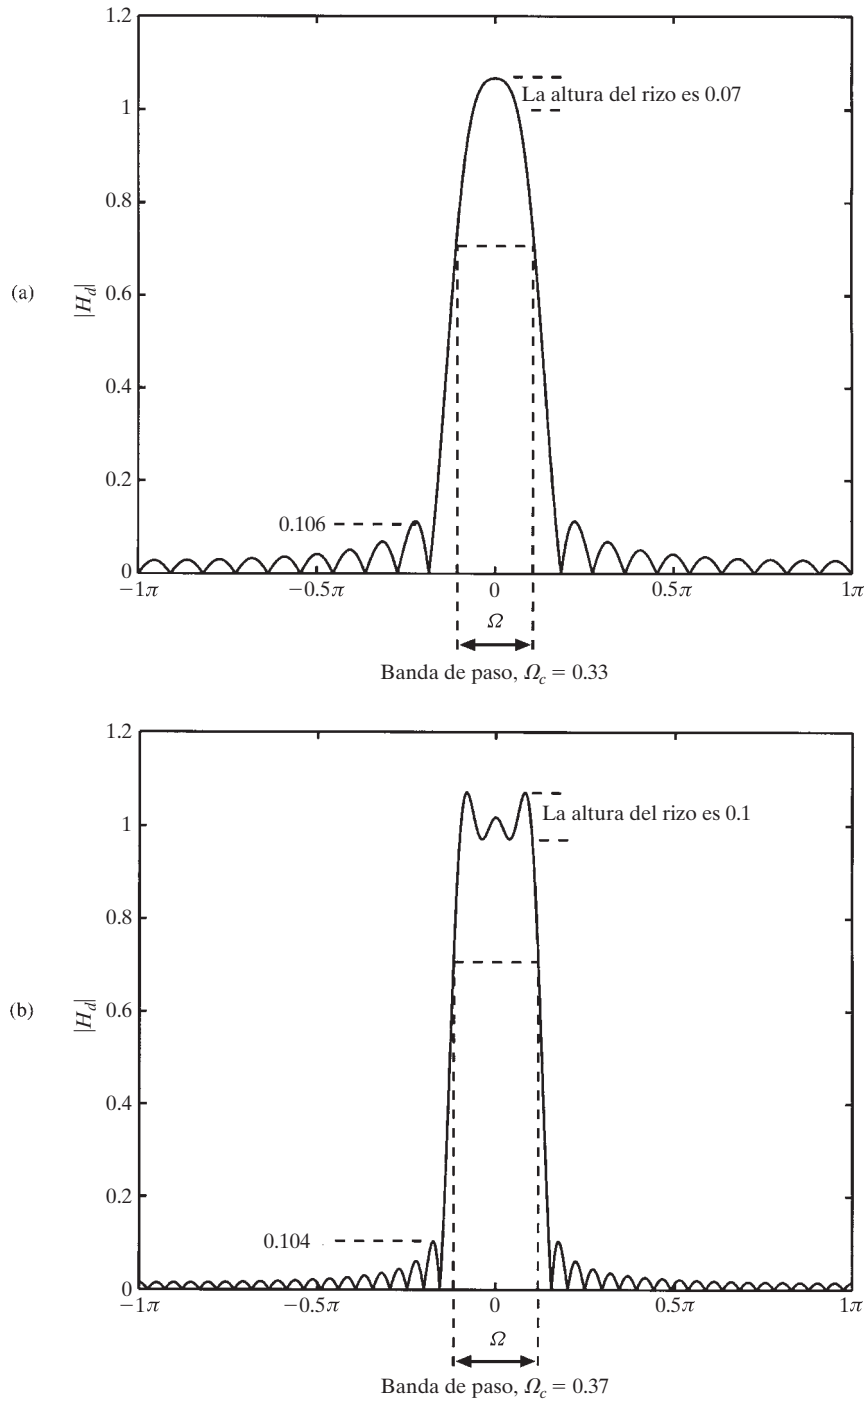 1.2
La altura del rizo es 0.07
1
0.8
(a)
|H_d|
0.6
0.4
0.2
0.106
0
−1π
−0.5π
0
0.5π
1π
Ω
Banda de paso, Ω_c = 0.33
1.2
La altura del rizo es 0.1
1
0.8
(b)
|H_d|
0.6
0.4
0.2
0.104
0
−1π
−0.5π
0
0.5π
1π
Ω
Banda de paso, Ω_c = 0.37